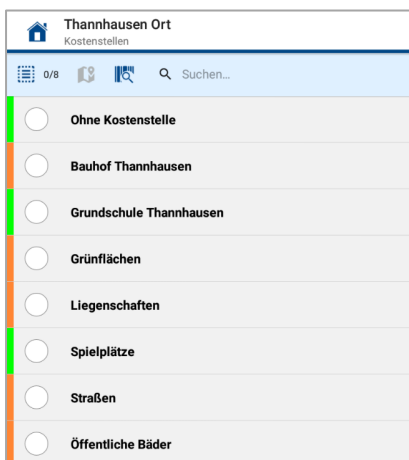 Thannhausen Ort
Kostenstellen
0/8 Suchen...
Ohne Kostenstelle
Bauhof Thannhausen
Grundschule Thannhausen
Grünflächen
Liegenschaften
Spielplätze
Straßen
Öffentliche Bäder